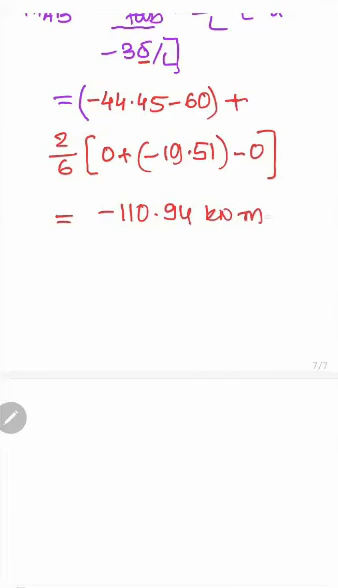 -3δ/L]
= (-44.45-60) +
2/6 [0+(-19.51)-0]
= -110.94 kNm
7/7